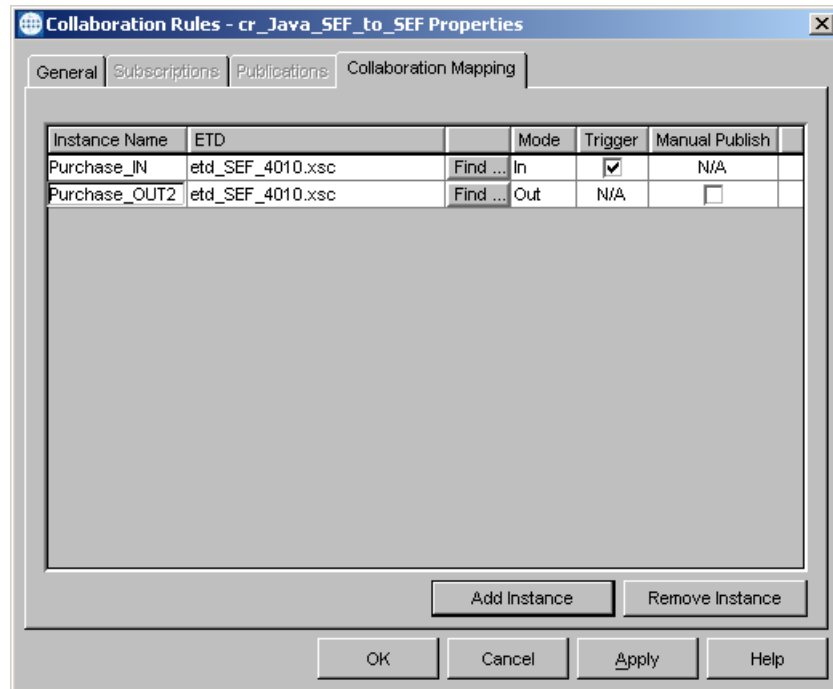 Collaboration Rules - cr_Java_SEF_to_SEF Properties
General Subscriptions Publications Collaboration Mapping
Instance Name ETD Mode Trigger Manual Publish
Purchase_IN etd_SEF_4010.xsc Find ... In N/A
Purchase_OUT2 etd_SEF_4010.xsc Find ... Out N/A
Add Instance Remove Instance
OK Cancel Apply Help